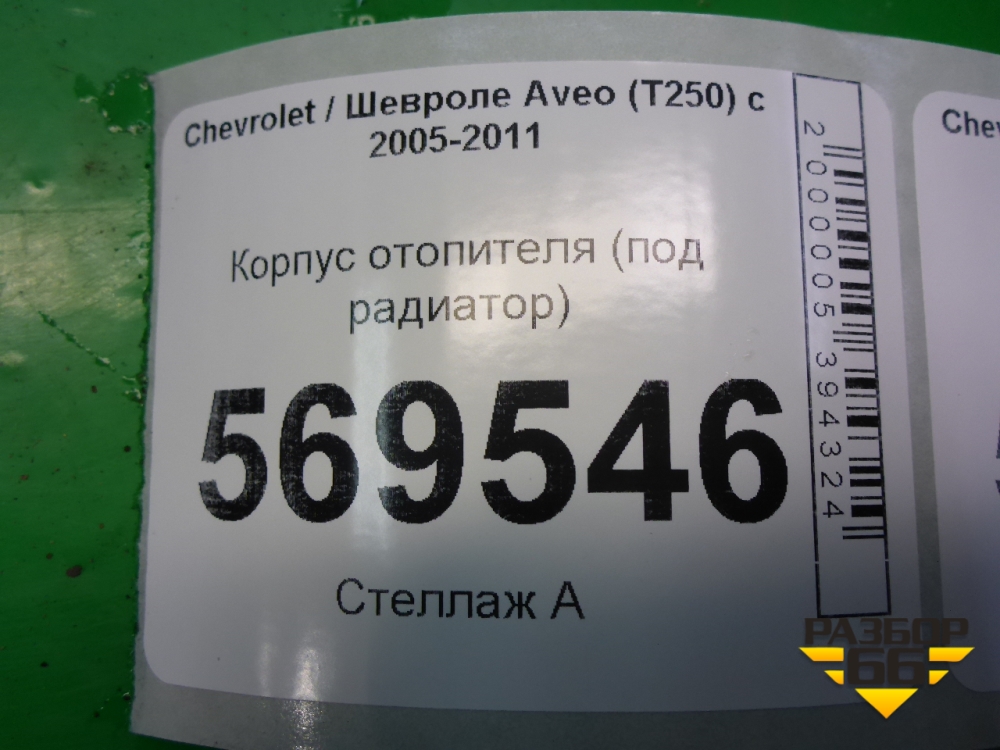 Chevrolet / Шевроле Aveo (T250) с
2005-2011
Корпус отопителя (под
радиатор)
569546
Стеллаж А
2000005394324
Chev
РАЗБОР
66